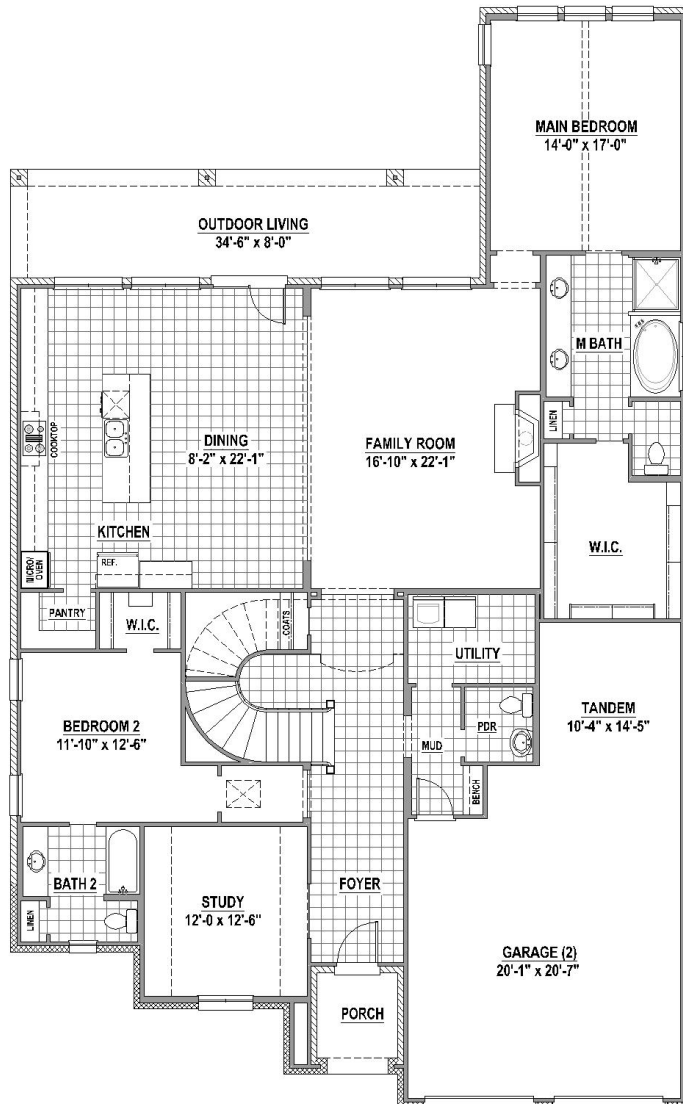 MAIN BEDROOM
14'-0" x 17'-0"
OUTDOOR LIVING
34'-6" x 8'-0"
M BATH
LINEN
COOKTOP
DINING
8'-2" x 22'-1"
FAMILY ROOM
16'-10" x 22'-1"
KITCHEN
MICRO/
OVEN
REF.
W.I.C.
PANTRY
W.I.C.
COATS
UTILITY
BEDROOM 2
11'-10" x 12'-6"
TANDEM
10'-4" x 14'-5"
PDR
MUD
BENCH
BATH 2
LINEN
STUDY
12'-0 x 12'-6"
FOYER
GARAGE (2)
20'-1" x 20'-7"
PORCH